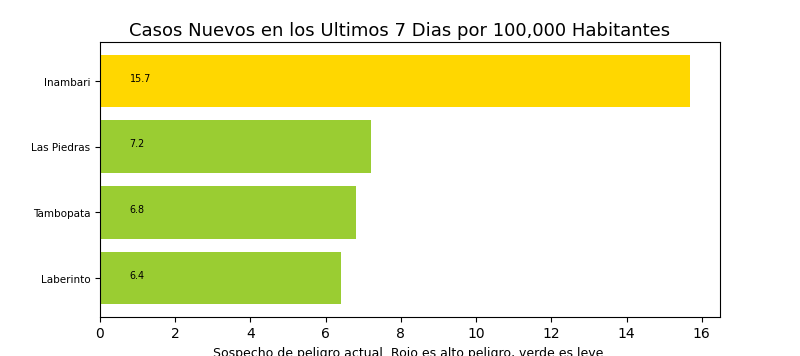 Casos Nuevos en los Ultimos 7 Dias por 100,000 Habitantes
Inambari
15.7
Las Piedras
7.2
Tambopata
6.8
Laberinto
6.4
0 2 4 6 8 10 12 14 16
Sospecho de peligro actual. Rojo es alto peligro, verde es leve